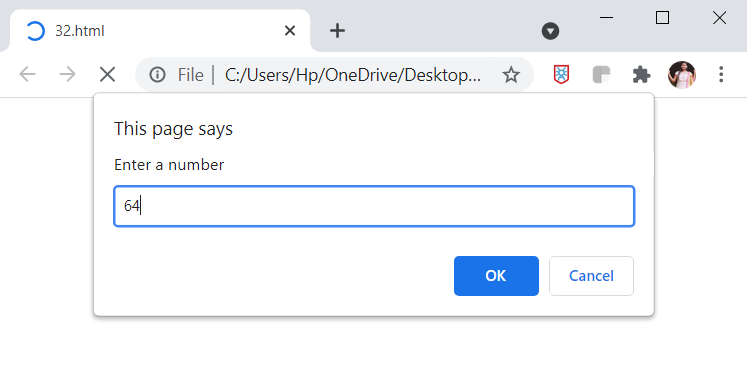 32.html
File C:/Users/Hp/OneDrive/Desktop...
This page says
Enter a number
64
OK Cancel